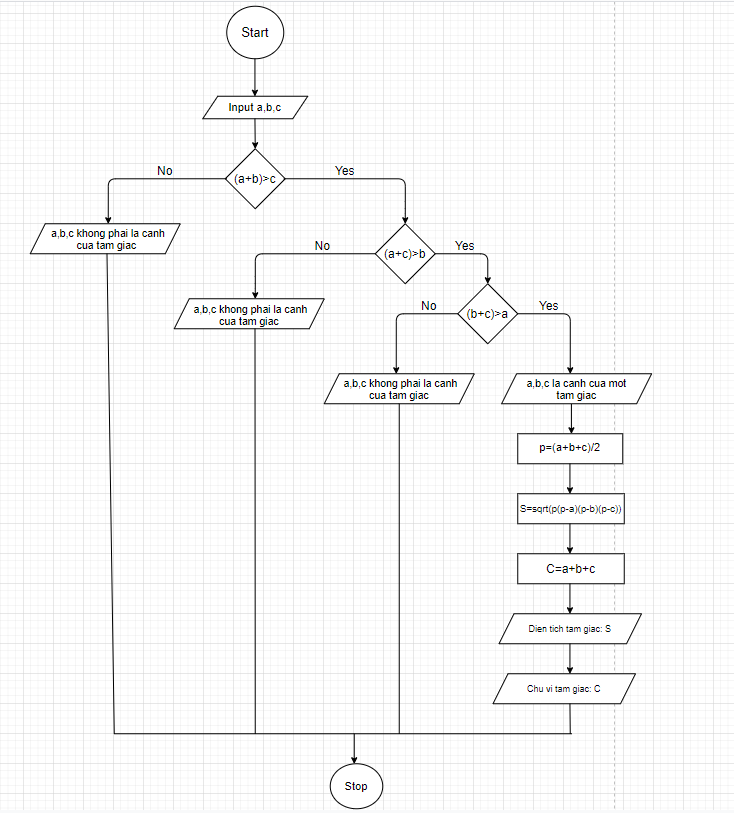 Start
Input a,b,c
(a+b)>c
No
Yes
a,b,c khong phai la canh
cua tam giac
(a+c)>b
No
Yes
a,b,c khong phai la canh
cua tam giac
(b+c)>a
No
Yes
a,b,c khong phai la canh
cua tam giac
a,b,c la canh cua mot
tam giac
p=(a+b+c)/2
S=sqrt(p(p-a)(p-b)(p-c))
C=a+b+c
Dien tich tam giac: S
Chu vi tam giac: C
Stop